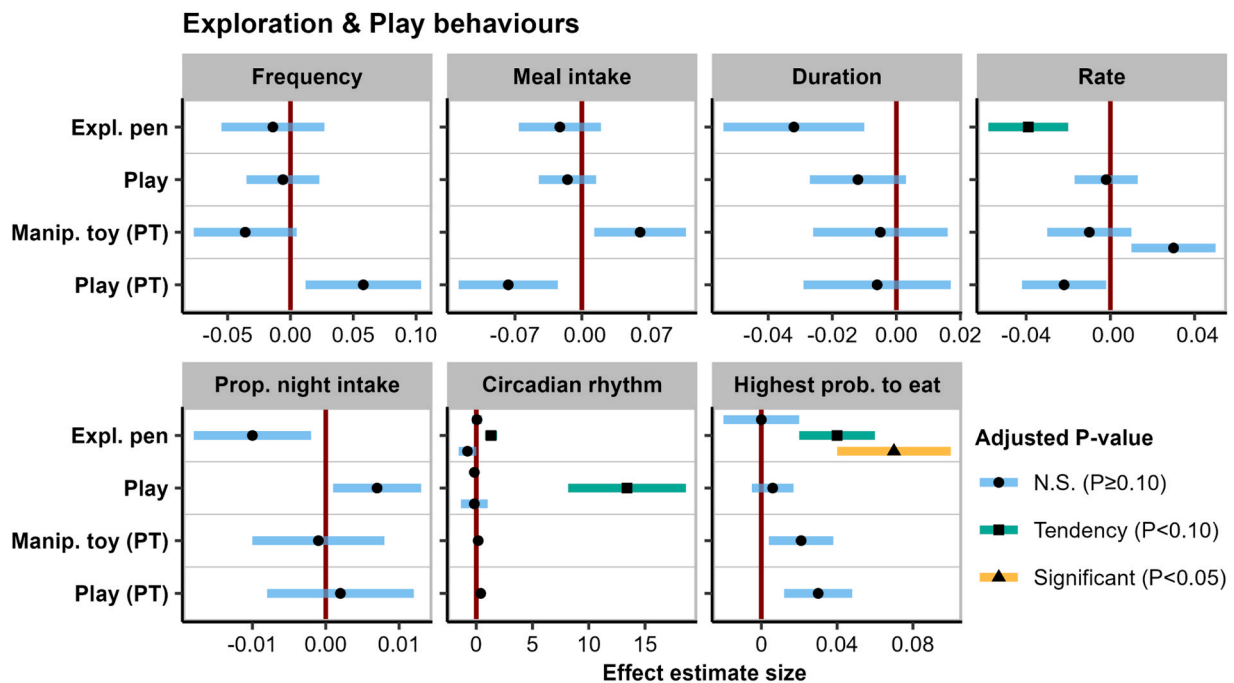 Exploration & Play behaviours
Frequency
Meal intake
Duration
Rate
Expl. pen
Play
Manip. toy (PT)
Play (PT)
-0.05 0.00 0.05 0.10
-0.07 0.00 0.07
-0.04 -0.02 0.00 0.02
-0.04 0.00 0.04
Prop. night intake
Circadian rhythm
Highest prob. to eat
Expl. pen
Play
Manip. toy (PT)
Play (PT)
-0.01 0.00 0.01
0 5 10 15
0 0.04 0.08
Effect estimate size
Adjusted P-value
N.S. (P≥0.10)
Tendency (P<0.10)
Significant (P<0.05)